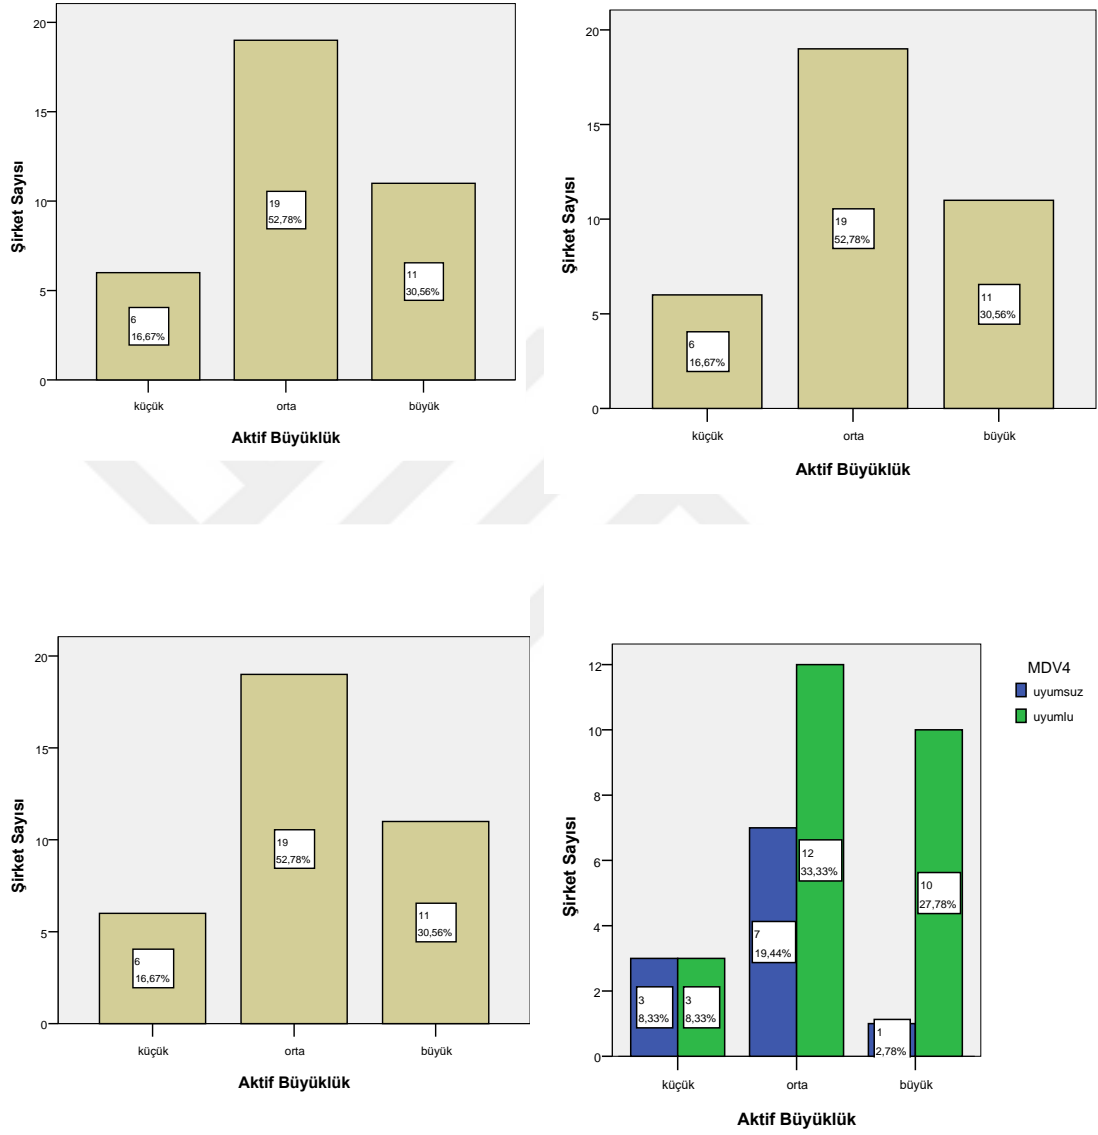 20
15
10
5
0
Şirket Sayısı
6
16,67%
19
52,78%
11
30,56%
küçük
orta
büyük
Aktif Büyüklük
20
15
10
5
0
Şirket Sayısı
6
16,67%
19
52,78%
11
30,56%
küçük
orta
büyük
Aktif Büyüklük
20
15
10
5
0
Şirket Sayısı
6
16,67%
19
52,78%
11
30,56%
küçük
orta
büyük
Aktif Büyüklük
12
10
8
6
4
2
0
Şirket Sayısı
3
8,33%
3
8,33%
7
19,44%
12
33,33%
1
2,78%
10
27,78%
küçük
orta
büyük
Aktif Büyüklük
MDV4
uyumsuz
uyumlu